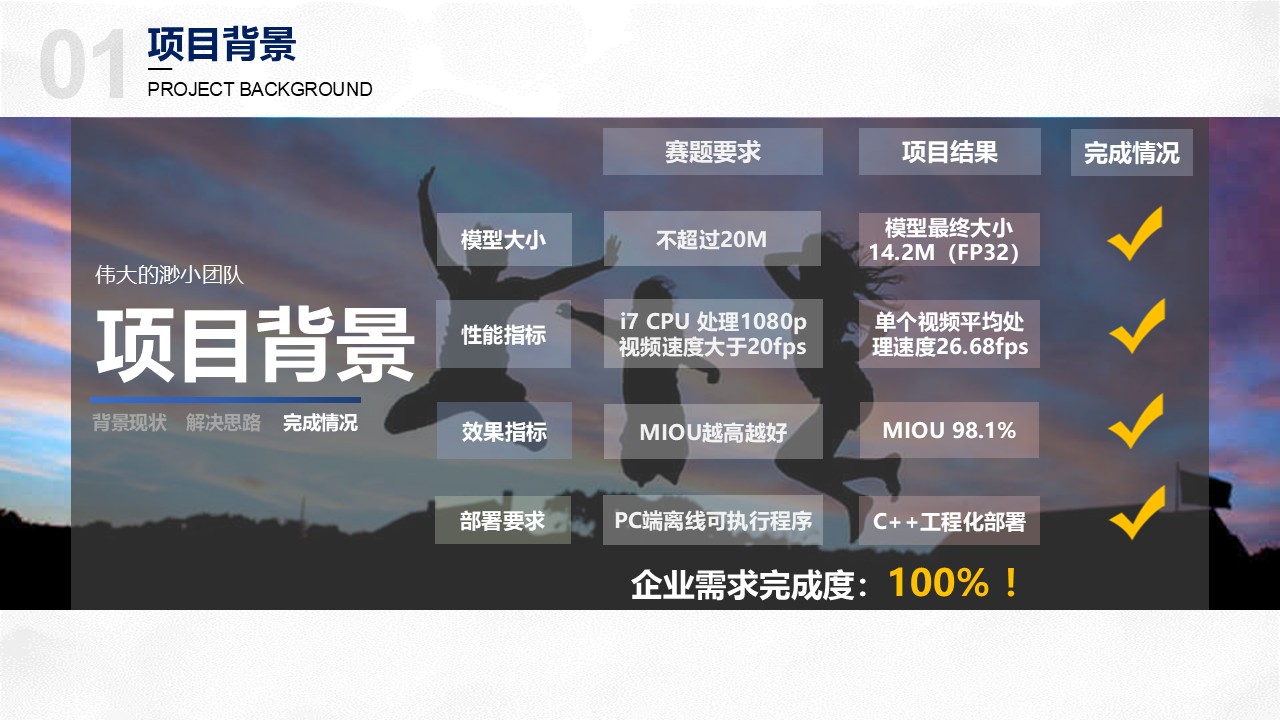 01
项目背景
PROJECT BACKGROUND
赛题要求 项目结果 完成情况
模型大小 不超过20M 模型最终大小
14.2M（FP32）
伟大的渺小团队
项目背景
背景现状 解决思路 完成情况
性能指标 i7 CPU 处理1080p
视频速度大于20fps
单个视频平均处
理速度26.68fps
效果指标 MIOU越高越好 MIOU 98.1%
部署要求 PC端离线可执行程序 C++工程化部署
企业需求完成度：100%！